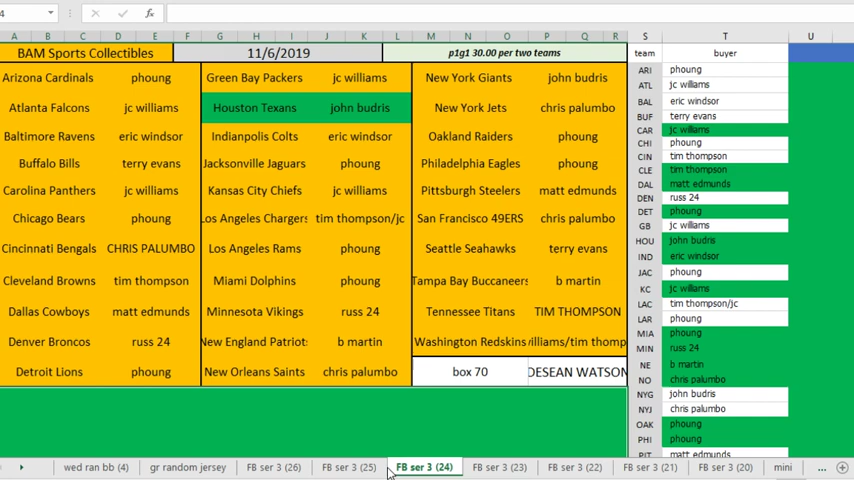 4 fx
A B C D E F G H I J K L M N O P Q R S T U
BAM Sports Collectibles 11/6/2019 p1g1 30.00 per two teams team buyer
Arizona Cardinals phoung Green Bay Packers jc williams New York Giants john budris
Atlanta Falcons jc williams Houston Texans john budris New York Jets chris palumbo
Baltimore Ravens eric windsor Indianpolis Colts eric windsor Oakland Raiders phoung
Buffalo Bills terry evans Jacksonville Jaguars phoung Philadelphia Eagles phoung
Carolina Panthers jc williams Kansas City Chiefs jc williams Pittsburgh Steelers matt edmunds
Chicago Bears phoung Los Angeles Chargers tim thompson/jc San Francisco 49ERS chris palumbo
Cincinnati Bengals CHRIS PALUMBO Los Angeles Rams phoung Seattle Seahawks terry evans
Cleveland Browns tim thompson Miami Dolphins phoung Tampa Bay Buccaneers b martin
Dallas Cowboys matt edmunds Minnesota Vikings russ 24 Tennessee Titans TIM THOMPSON
Denver Broncos russ 24 New England Patriots b martin Washington Redskins illiams/tim thomp
Detroit Lions phoung New Orleans Saints chris palumbo box 70 DESEAN WATSON
ARI phoung
ATL jc williams
BAL eric windsor
BUF terry evans
CAR jc williams
CHI phoung
CIN tim thompson
CLE tim thompson
DAL matt edmunds
DEN russ 24
DET phoung
GB jc williams
HOU john budris
IND eric windsor
JAC phoung
KC jc williams
LAC tim thompson/jc
LAR phoung
MIA phoung
MIN russ 24
NE b martin
NO chris palumbo
NYG john budris
NYJ chris palumbo
OAK phoung
PHI phoung
PIT matt edmunds
wed ran bb (4) gr random jersey FB ser 3 (26) FB ser 3 (25) FB ser 3 (24) FB ser 3 (23) FB ser 3 (22) FB ser 3 (21) FB ser 3 (20) mini ...